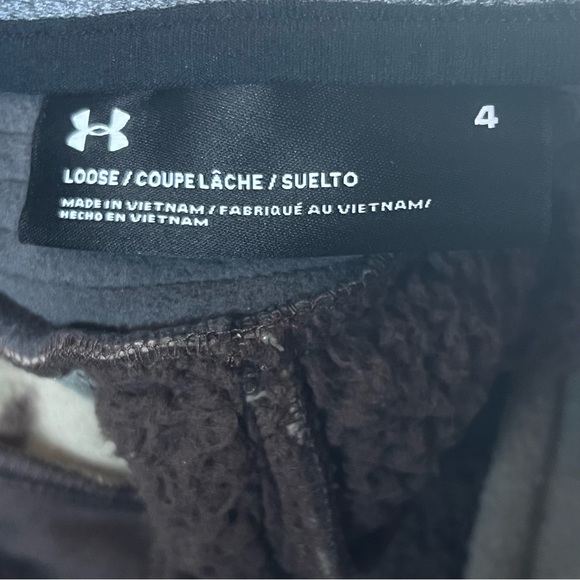 4
LOOSE / COUPE LÂCHE / SUELTO
MADE IN VIETNAM / FABRIQUÉ AU VIETNAM/
HECHO EN VIETNAM